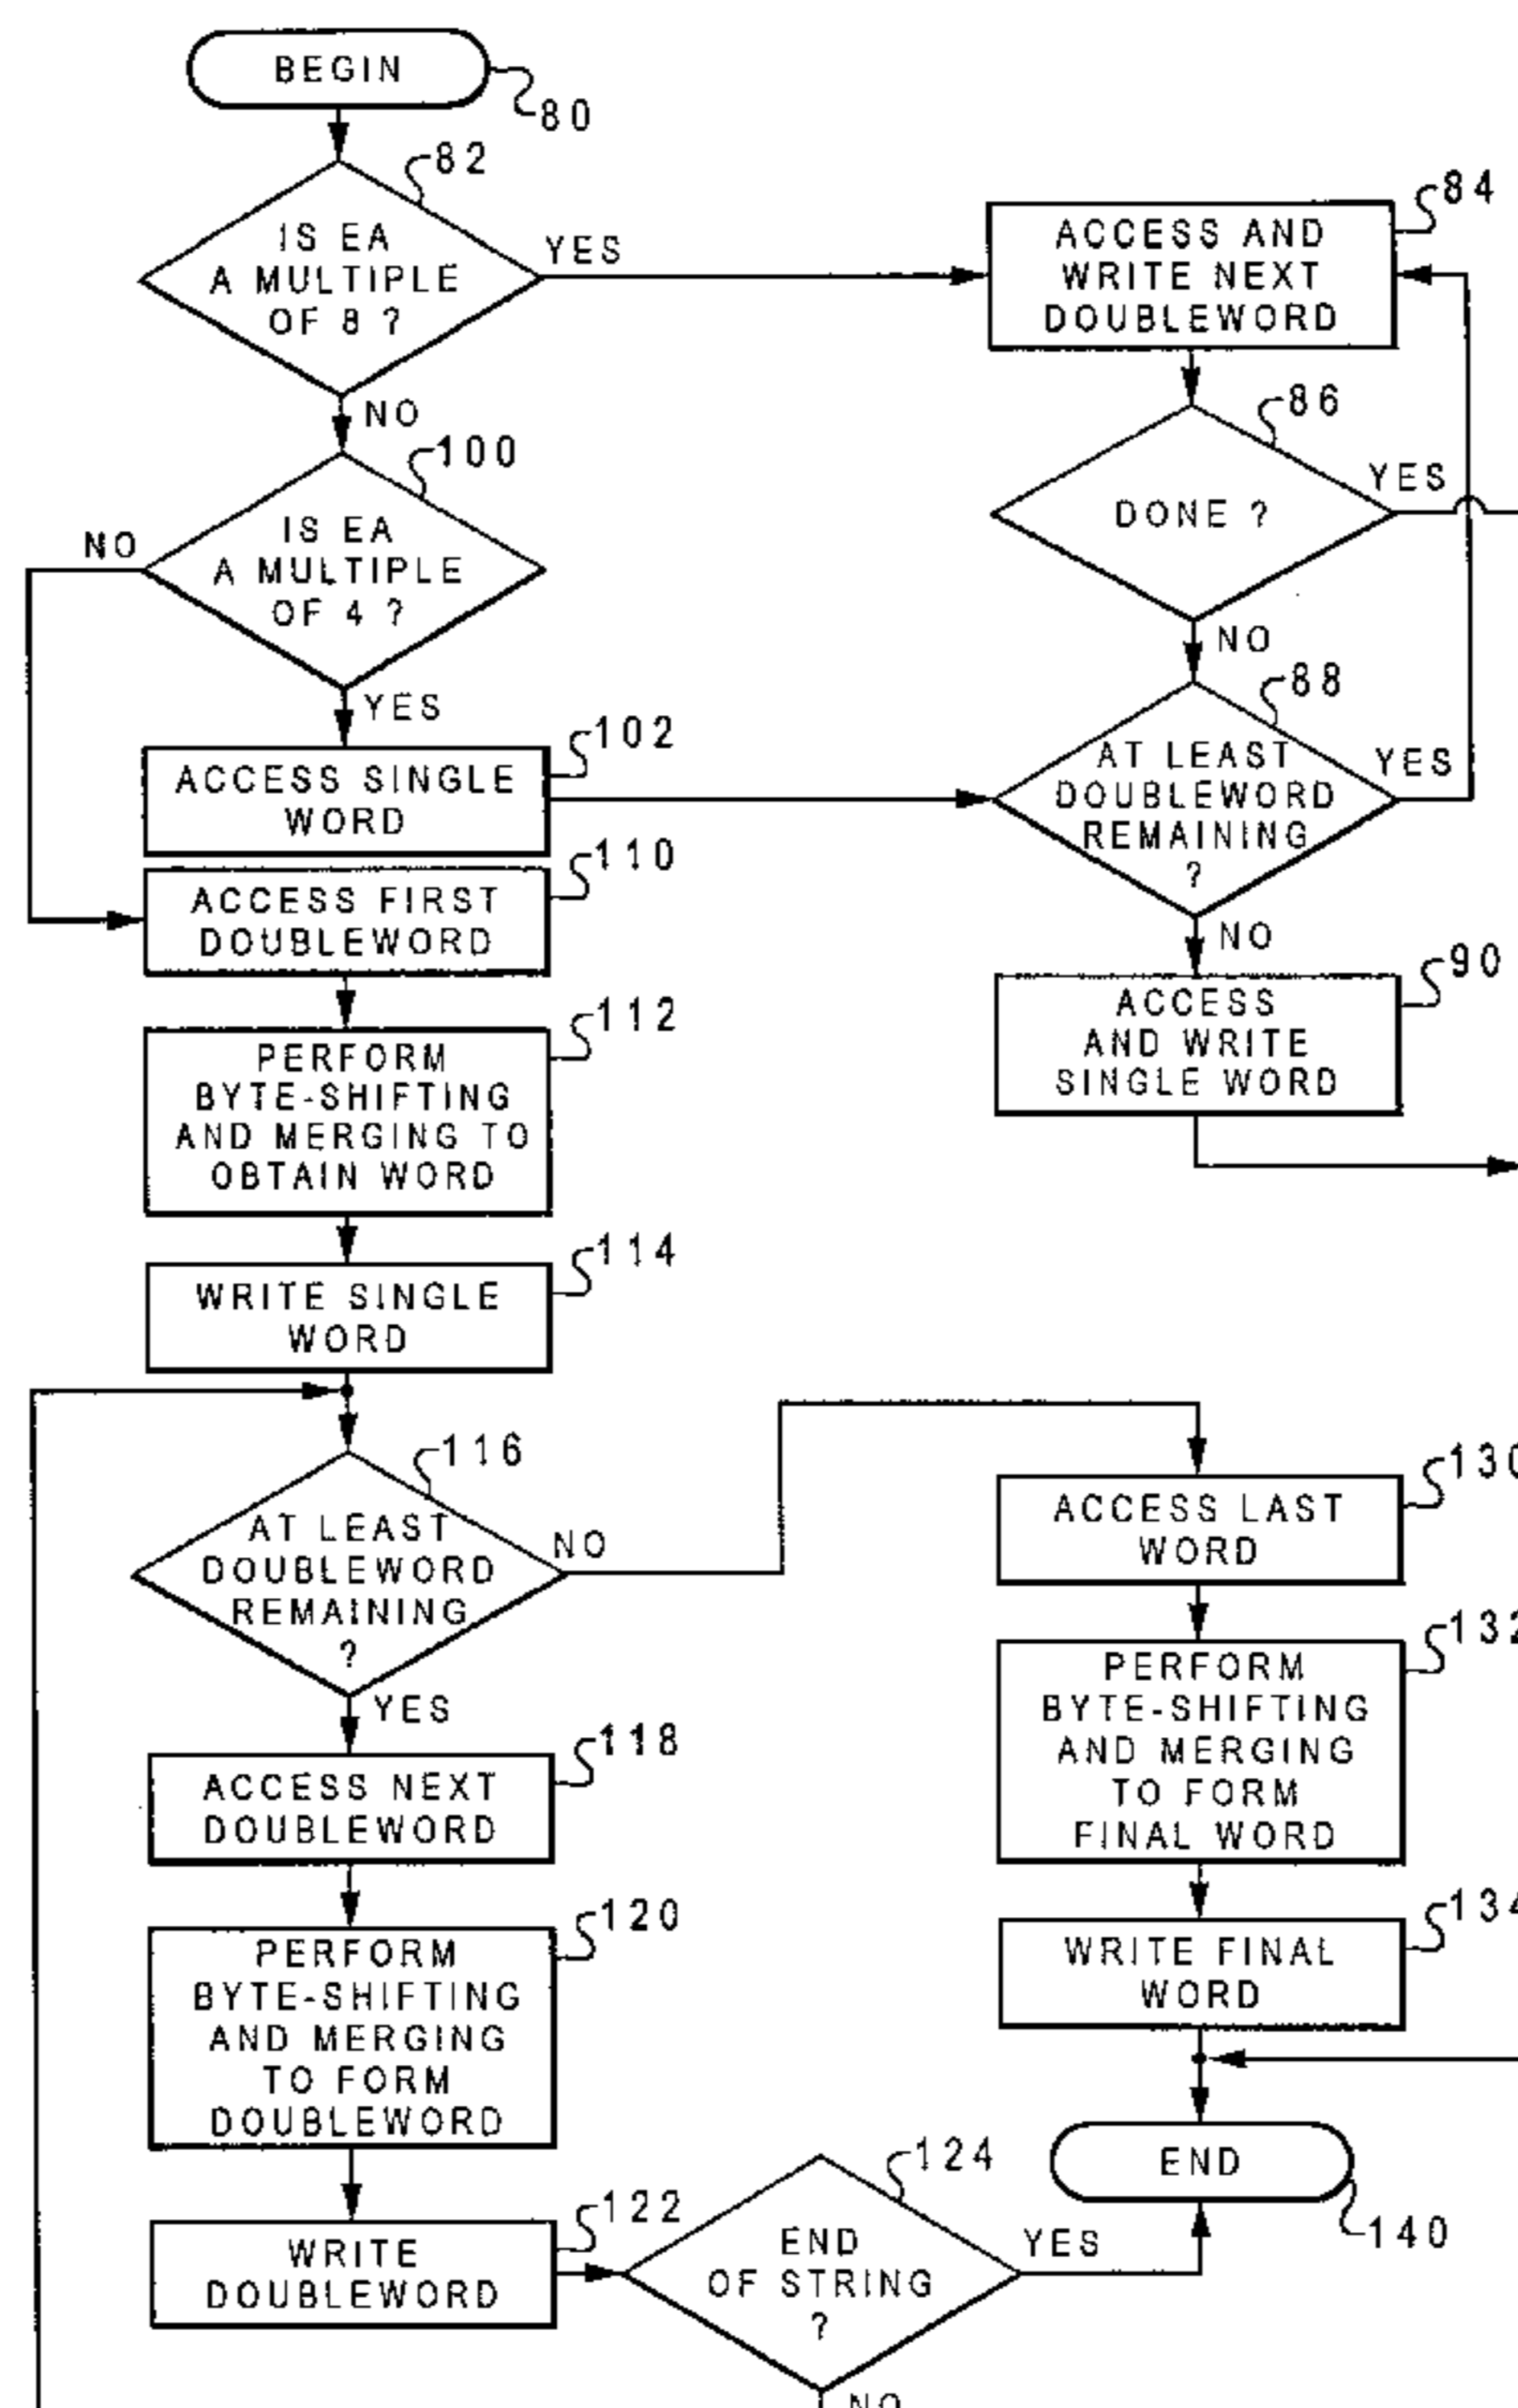 BEGIN
80
82
IS EA
A MULTIPLE
OF 8 ?
YES
NO
84
ACCESS AND
WRITE NEXT
DOUBLEWORD
86
DONE ?
YES
NO
100
IS EA
A MULTIPLE
OF 4 ?
NO
YES
88
AT LEAST
DOUBLEWORD
REMAINING
?
YES
NO
102
ACCESS SINGLE
WORD
110
ACCESS FIRST
DOUBLEWORD
90
ACCESS
AND WRITE
SINGLE WORD
112
PERFORM
BYTE-SHIFTING
AND MERGING TO
OBTAIN WORD
114
WRITE SINGLE
WORD
116
AT LEAST
DOUBLEWORD
REMAINING
?
NO
YES
130
ACCESS LAST
WORD
132
PERFORM
BYTE-SHIFTING
AND MERGING
TO FORM
FINAL WORD
118
ACCESS NEXT
DOUBLEWORD
120
PERFORM
BYTE-SHIFTING
AND MERGING
TO FORM
DOUBLEWORD
134
WRITE FINAL
WORD
END
140
122
WRITE
DOUBLEWORD
124
END
OF STRING
?
YES
NO